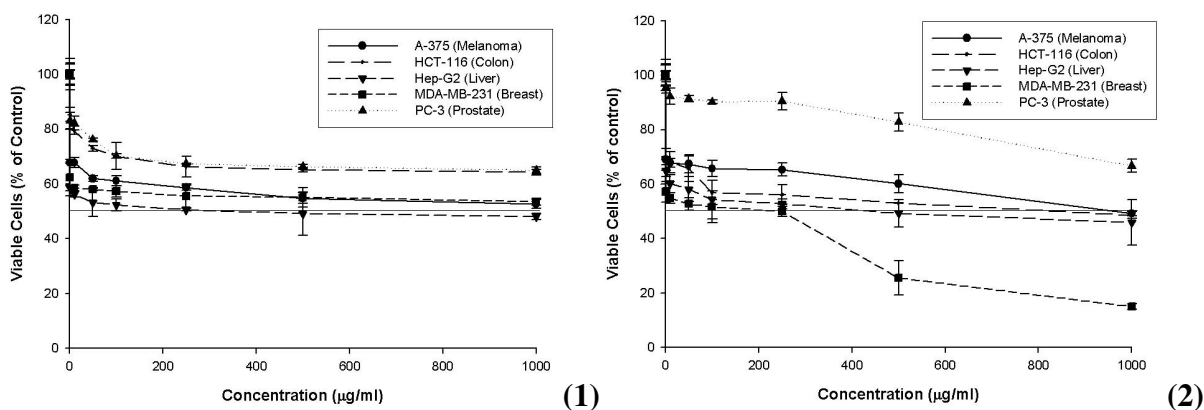 120
100
80
60
40
20
0
Viable Cells (% of Control)
A-375 (Melanoma)
HCT-116 (Colon)
Hep-G2 (Liver)
MDA-MB-231 (Breast)
PC-3 (Prostate)
0 200 400 600 800 1000
Concentration (µg/ml)
(1)
120
100
80
60
40
20
0
Viable Cells (% of control)
A-375 (Melanoma)
HCT-116 (Colon)
Hep-G2 (Liver)
MDA-MB-231 (Breast)
PC-3 (Prostate)
0 200 400 600 800 1000
Concentration (µg/ml)
(2)